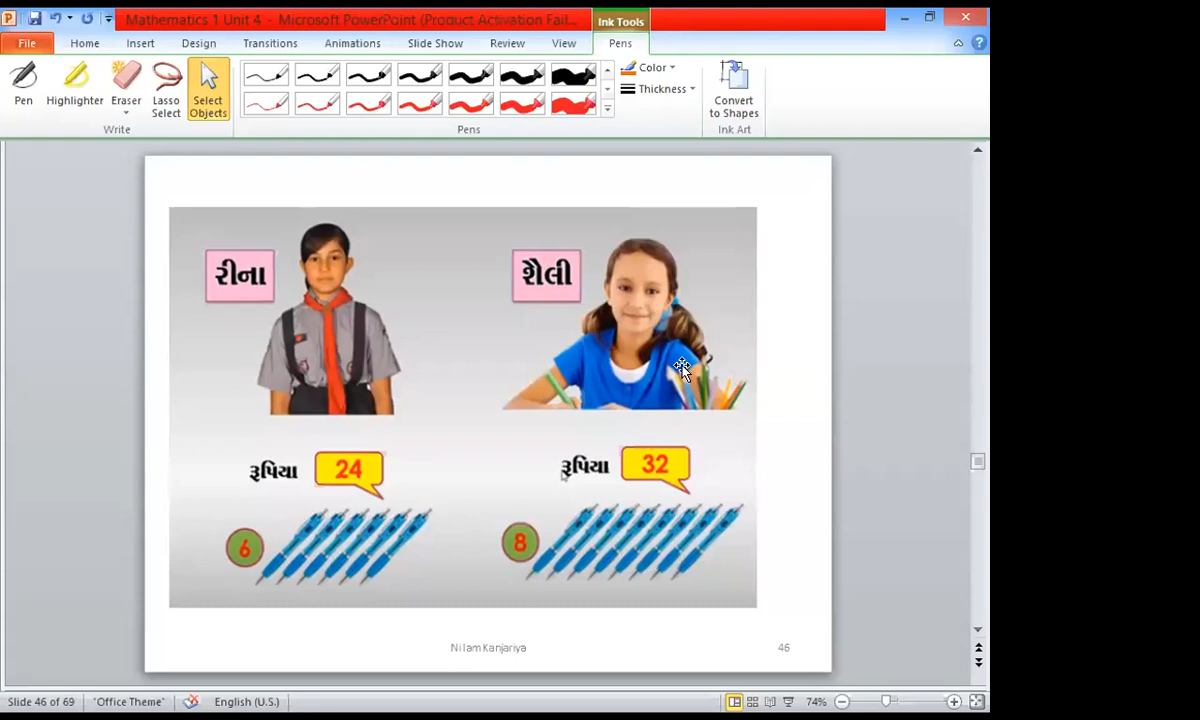 Mathematics 1 Unit 4 - Microsoft PowerPoint (Product Activation Fail...
Ink Tools
File
Home
Insert
Design
Transitions
Animations
Slide Show
Review
View
Pens
Pen
Highlighter
Eraser
Lasso Select
Select Objects
Color
Thickness
Convert to Shapes
Write
Pens
Ink Art
રીના
શૈલી
રૂપિયા 24
રૂપિયા 32
6
8
Nilam Kanjariya
46
Slide 46 of 69
"Office Theme"
English (U.S.)
74%